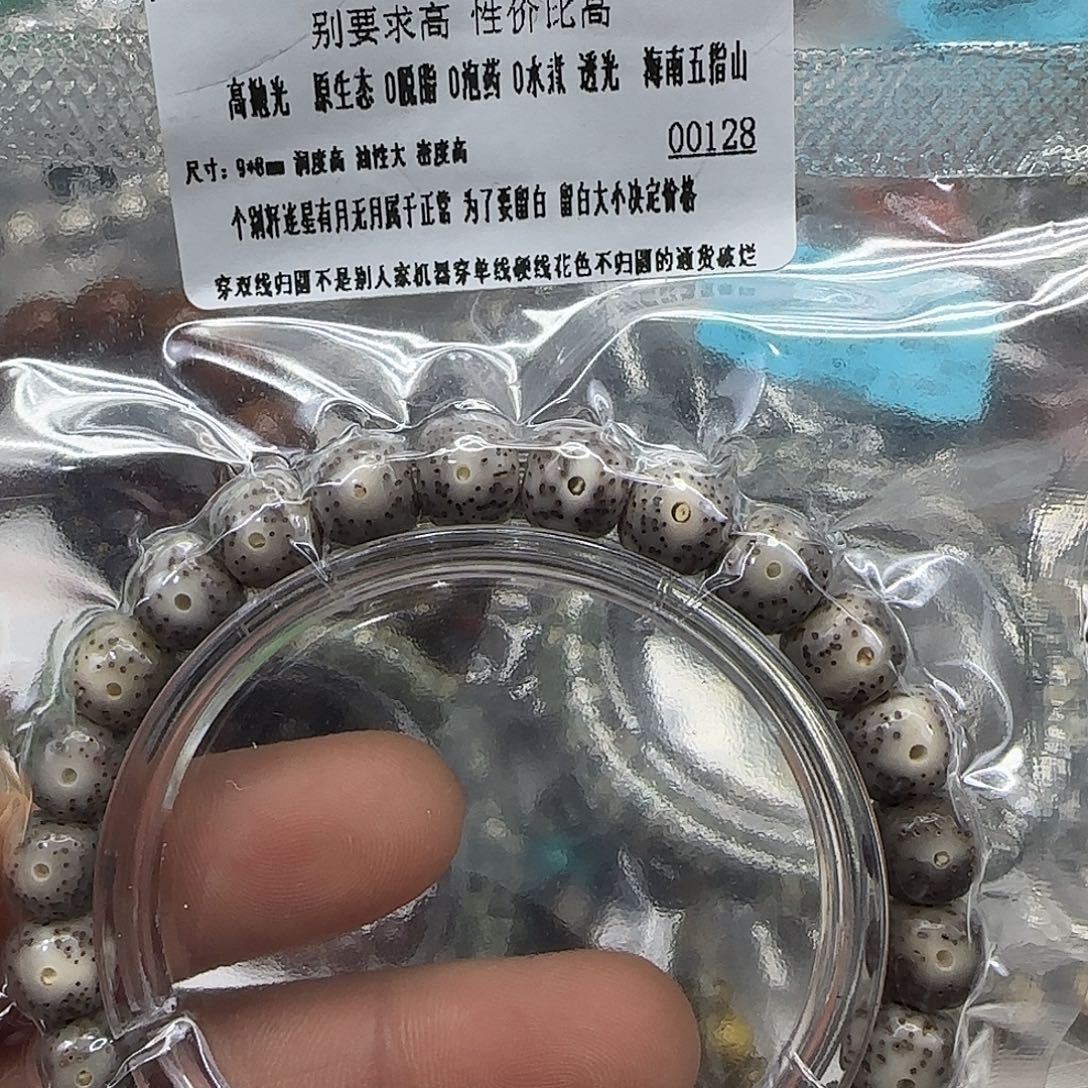 别要求高 性价比高
高抛光 原生态 0脱脂 0泡药 0水煮 透光 海南五指山
00128
尺寸：9*8mm 润度高 油性大 密度高
个别籽迷星有月无月属于正常 为了要留白 留白大小决定价格
穿双线归圆不是别人家机器穿单线硬线花色不归圆的通货破烂